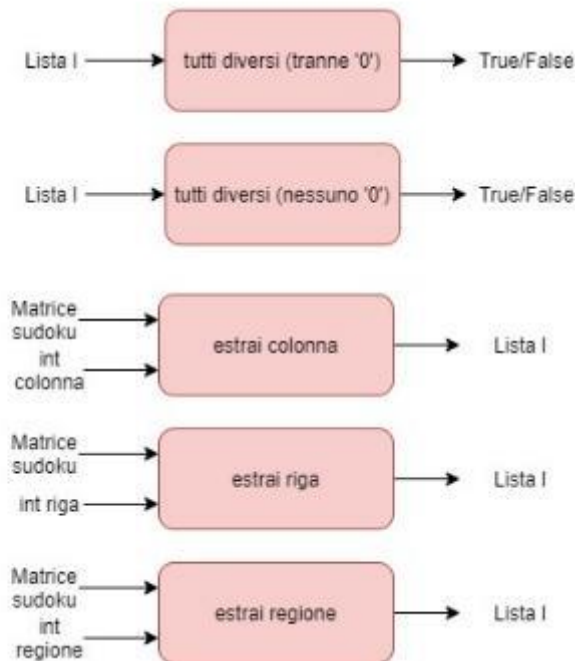 Lista l
tutti diversi (tranne '0')
True/False
Lista l
tutti diversi (nessuno '0')
True/False
Matrice
sudoku
int
colonna
estrai colonna
Lista l
Matrice
sudoku
int riga
estrai riga
Lista l
Matrice
sudoku
int
regione
estrai regione
Lista l